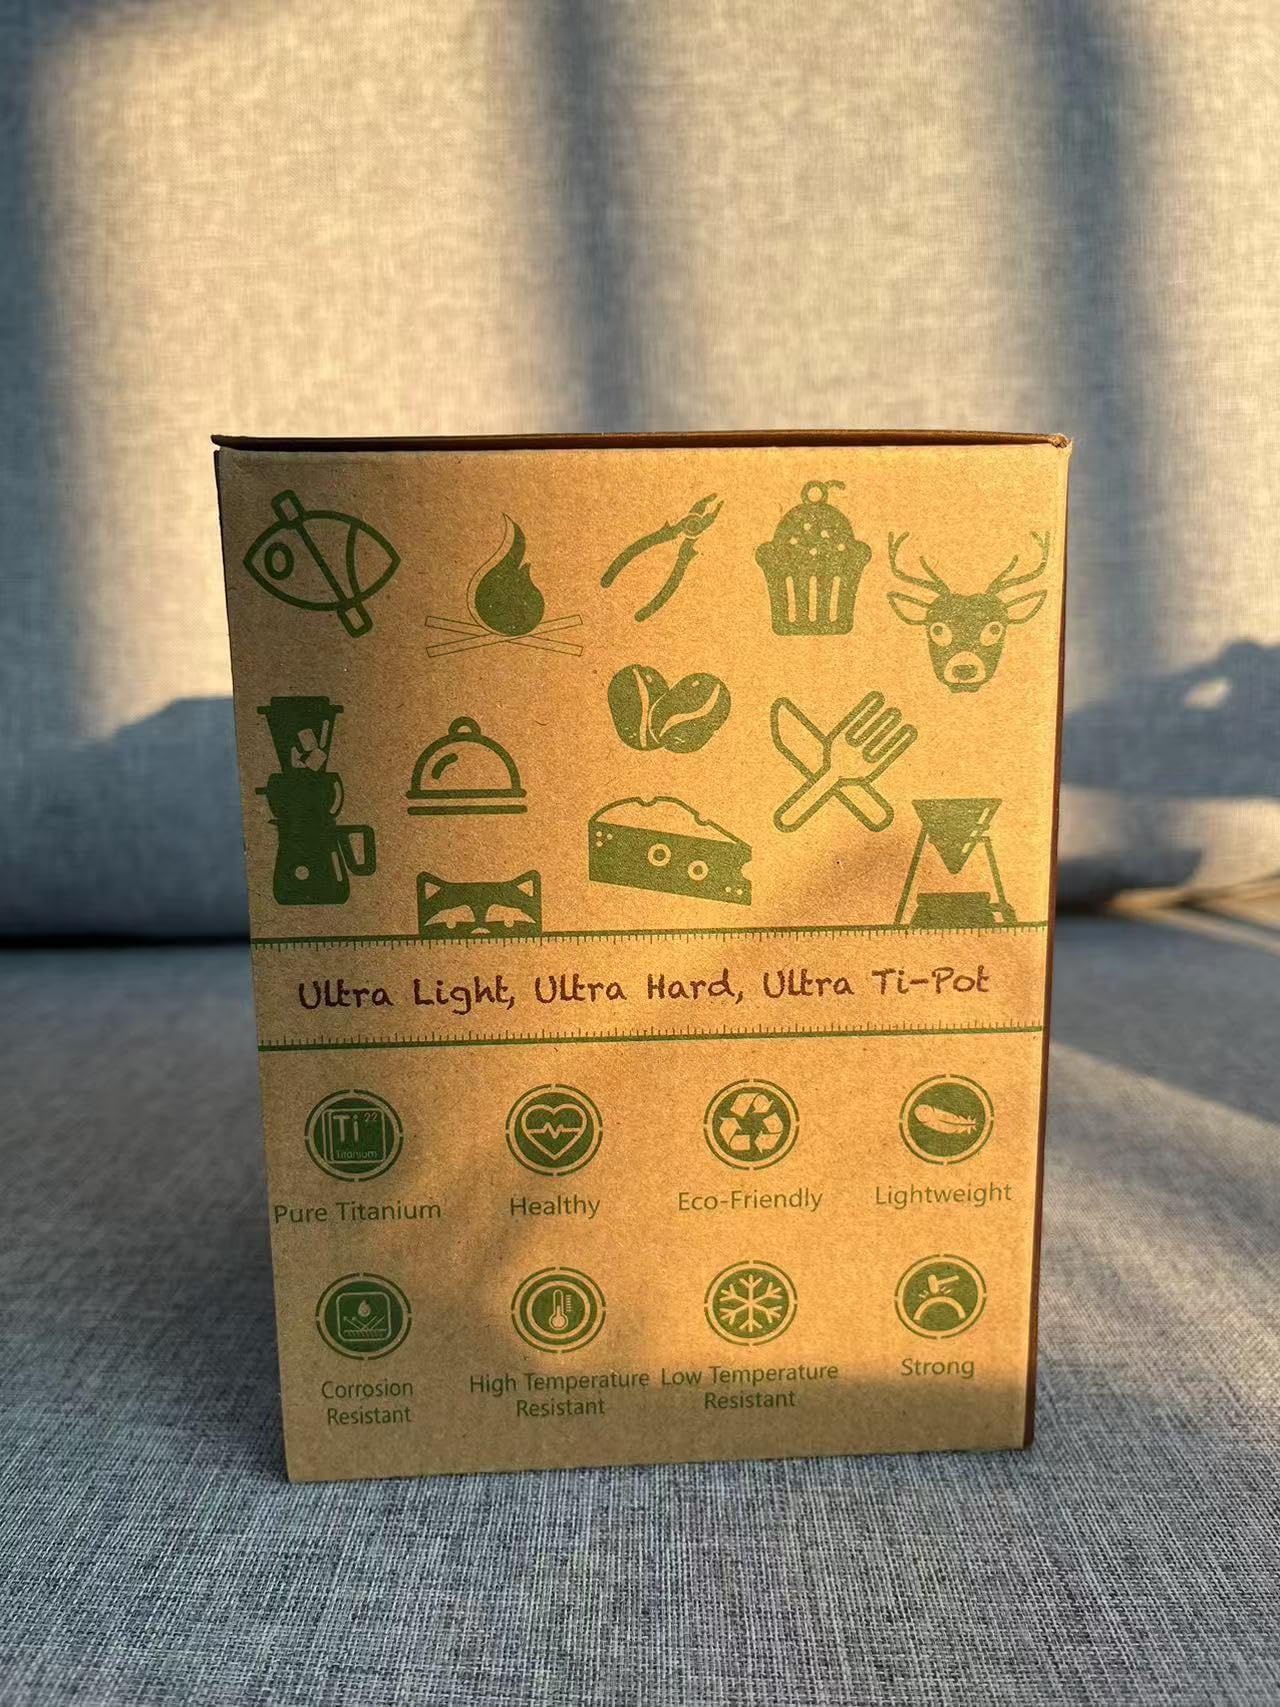 Ultra Light, Ultra Hard, Ultra Ti-Pot
Ti 22
Titanium
Pure Titanium
Healthy
Eco-Friendly
Lightweight
Corrosion
Resistant
High Temperature
Resistant
Low Temperature
Resistant
Strong